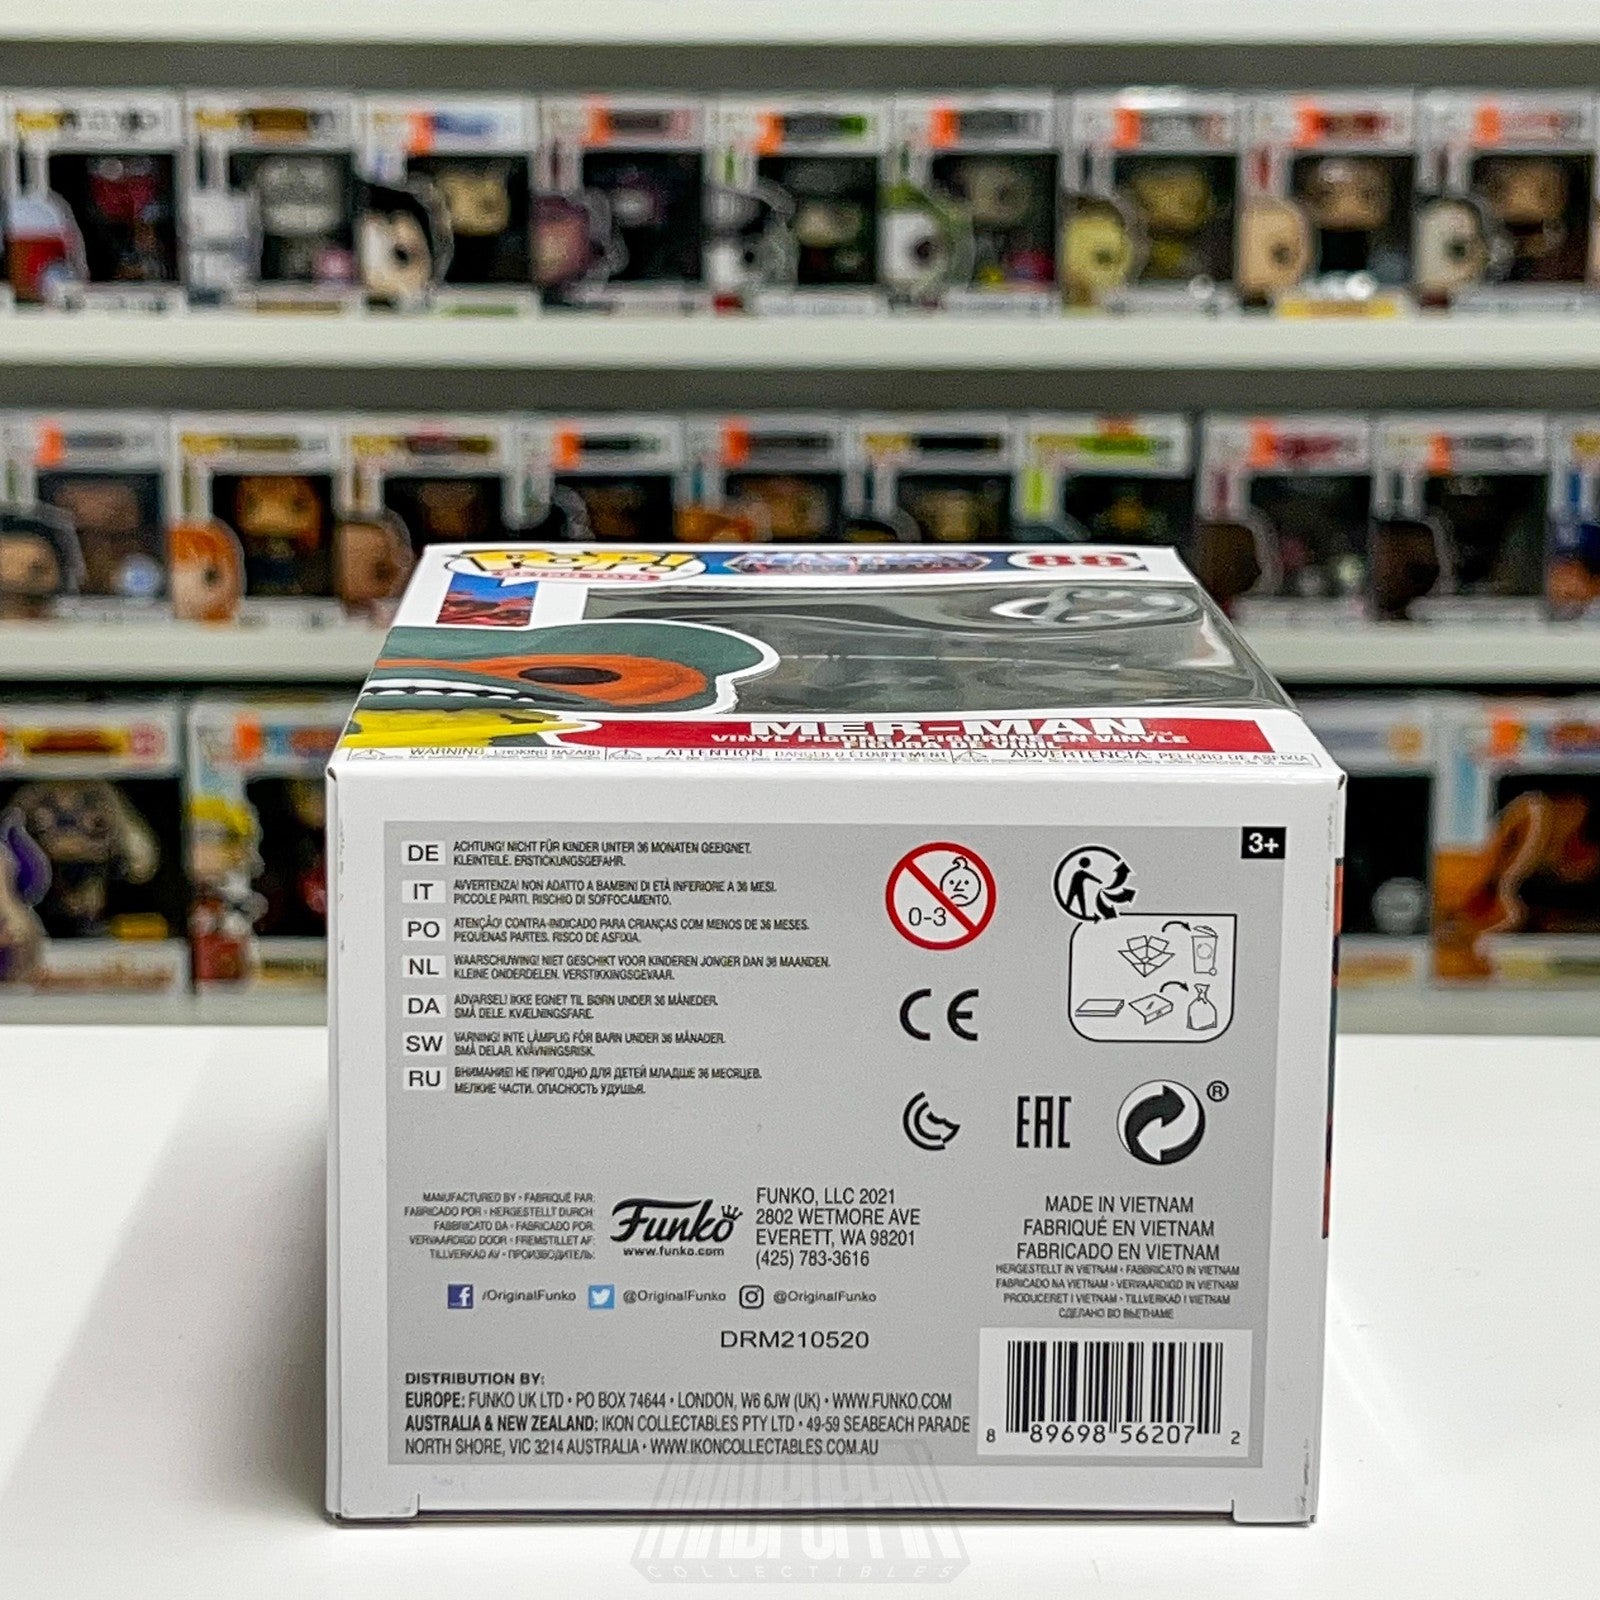 POP!
RETRO TOYS
MASTERS
88
MER-MAN™
VINYL FIGURE / FIGURINE EN VINYLE
FIGURA DE VINIL
WARNING: CHOKING HAZARD
ATTENTION DANGER D'ÉTOUFFEMENT
ADVERTENCIA: PELIGRO DE ASFIXIA
3+
DE ACHTUNG! NICHT FÜR KINDER UNTER 36 MONATEN GEEIGNET.
KLEINTEILE. ERSTICKUNGSGEFAHR.
IT AVVERTENZA! NON ADATTO A BAMBINI DI ETÀ INFERIORE A 36 MESI.
PICCOLE PARTI. RISCHIO DI SOFFOCAMENTO.
PO ATENÇÃO! CONTRA-INDICADO PARA CRIANÇAS COM MENOS DE 36 MESES.
PEQUENAS PARTES. RISCO DE ASFIXIA.
NL WAARSCHUWING! NIET GESCHIKT VOOR KINDEREN JONGER DAN 36 MAANDEN.
KLEINE ONDERDELEN. VERSTIKKINGSGEVAAR.
DA ADVARSEL! IKKE EGNET TIL BØRN UNDER 36 MÅNEDER.
SMÅ DELE. KVÆLNINGSFARE.
SW VARNING! INTE LÄMPLIG FÖR BARN UNDER 36 MÅNADER.
SMÅ DELAR. KVÄVNINGSRISK.
RU ВНИМАНИЕ! НЕ ПРИГОДНО ДЛЯ ДЕТЕЙ МЛАДШЕ 36 МЕСЯЦЕВ.
МЕЛКИЕ ЧАСТИ. ОПАСНОСТЬ УДУШЬЯ.
0-3
CE
EAC
®
MANUFACTURED BY • FABRIQUÉ PAR:
FABRICADO POR • HERGESTELLT DURCH:
FABBRICATO DA • FABRICADO POR:
VERVAARDIGD DOOR • FREMSTILLET AF:
TILLVERKAD AV • ПРОИЗВОДИТЕЛЬ:
Funko
www.funko.com
FUNKO, LLC 2021
2802 WETMORE AVE
EVERETT, WA 98201
(425) 783-3616
/OriginalFunko @OriginalFunko @OriginalFunko
DRM210520
MADE IN VIETNAM
FABRIQUÉ EN VIETNAM
FABRICADO EN VIETNAM
HERGESTELLT IN VIETNAM • FABBRICATO IN VIETNAM
FABRICADO NA VIETNAM • VERVAARDIGD IN VIETNAM
PRODUCERET I VIETNAM • TILLVERKAD I VIETNAM
СДЕЛАНО ВО ВЬЕТНАМЕ
DISTRIBUTION BY:
EUROPE: FUNKO UK LTD • PO BOX 74644 • LONDON, W6 6JW (UK) • WWW.FUNKO.COM
AUSTRALIA & NEW ZEALAND: IKON COLLECTABLES PTY LTD • 49-59 SEABEACH PARADE
NORTH SHORE, VIC 3214 AUSTRALIA • WWW.IKONCOLLECTABLES.COM.AU
8 89698 56207 2
COLLECTIBLES